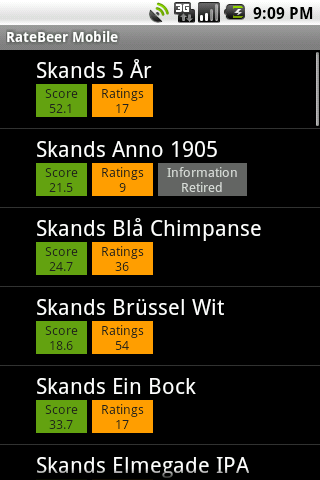 3G
9:09 PM
RateBeer Mobile
Skands 5 År
Score Ratings
52.1 17
Skands Anno 1905
Score Ratings Information
21.5 9 Retired
Skands Blå Chimpanse
Score Ratings
24.7 36
Skands Brüssel Wit
Score Ratings
18.6 54
Skands Ein Bock
Score Ratings
33.7 17
Skands Elmegade IPA